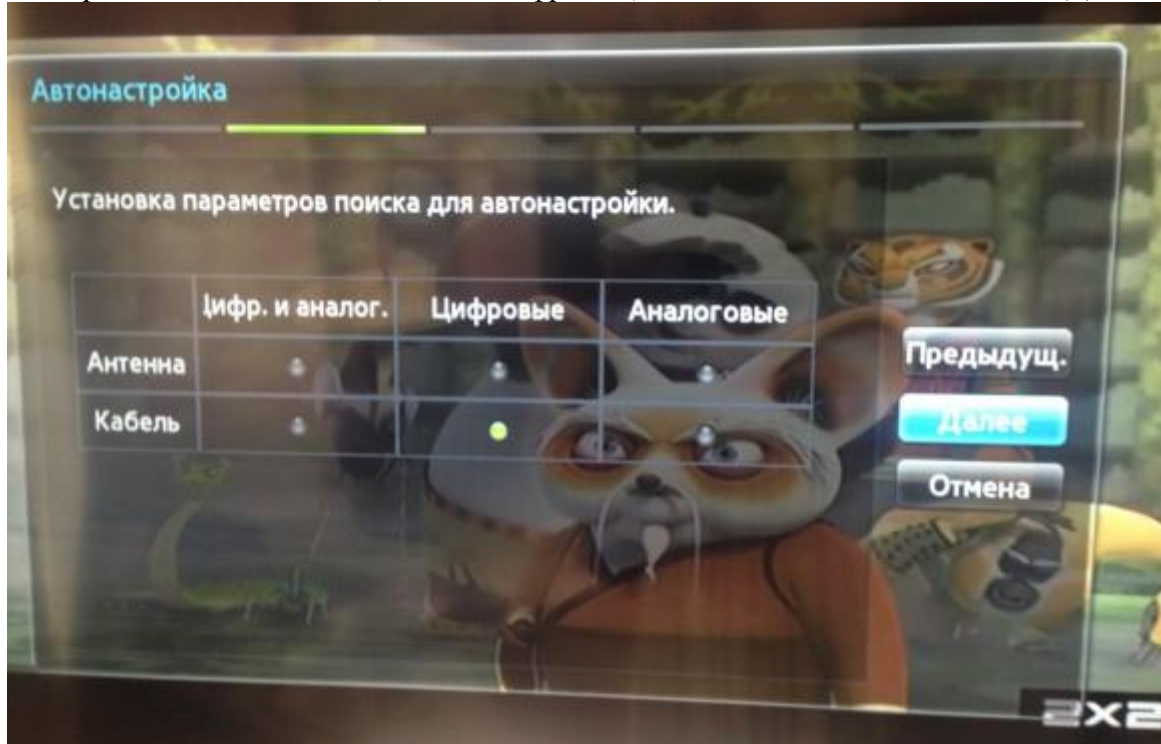 Автонастройка
Установка параметров поиска для автонастройки.
Цифр. и аналог. Цифровые Аналоговые
Антенна
Кабель
Предыдущ.
Далее
Отмена
2X2